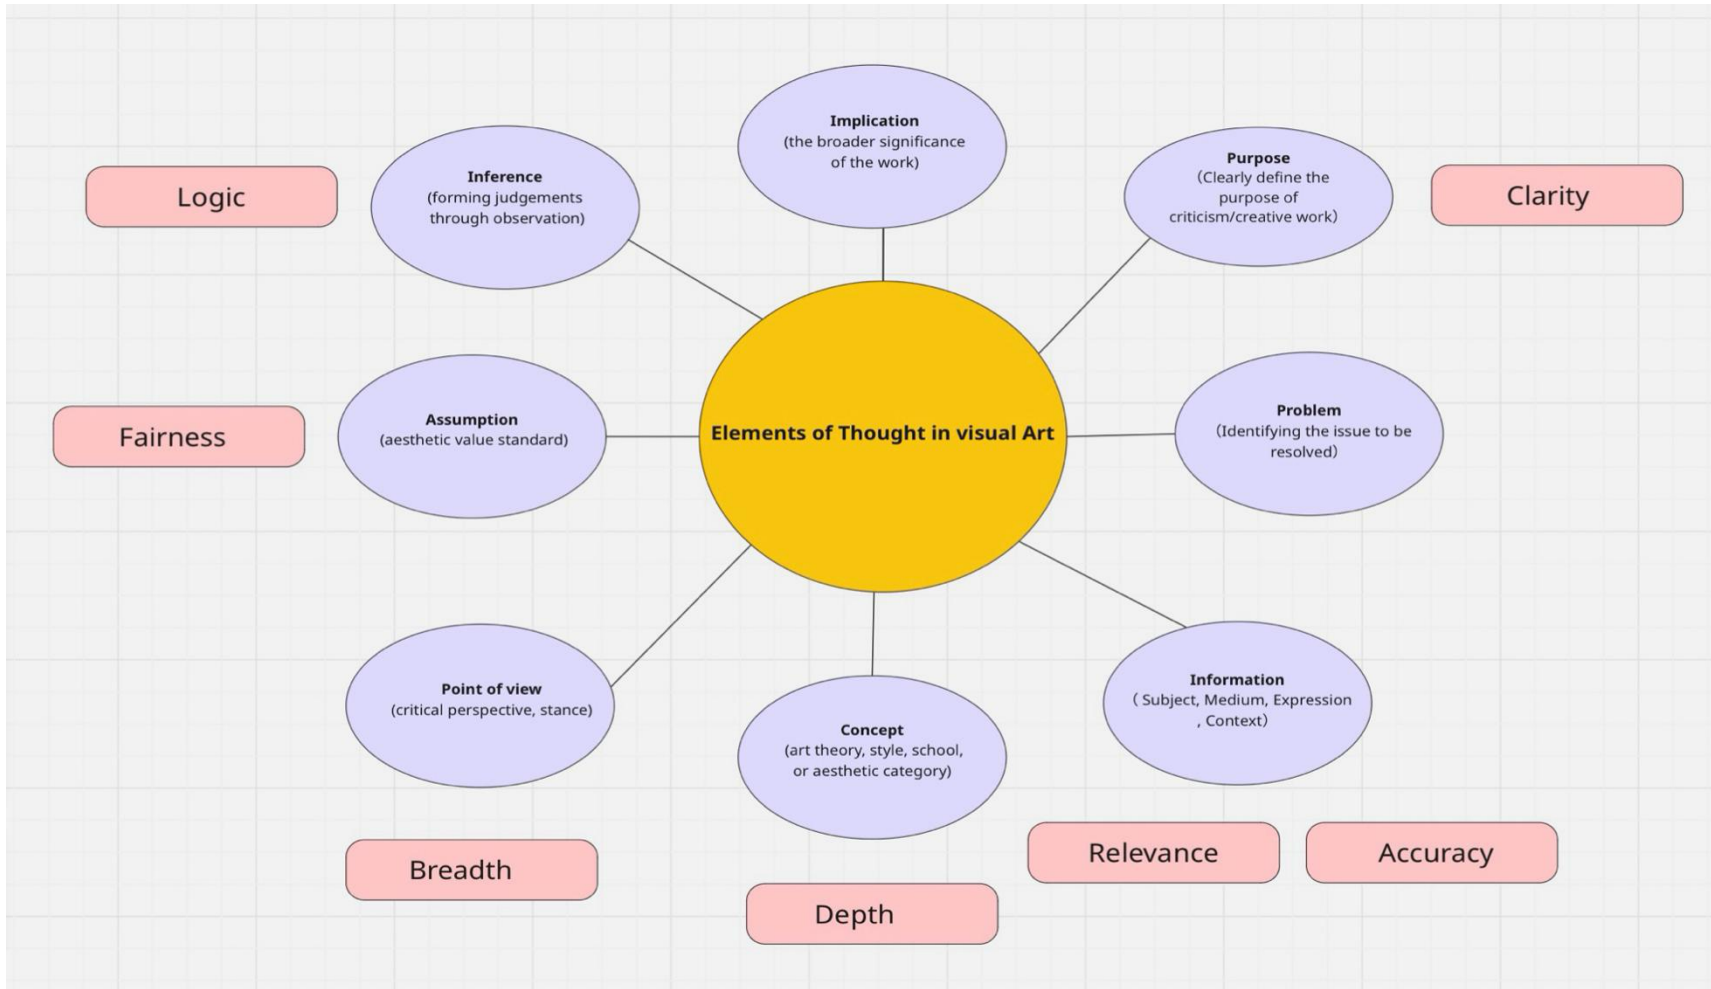 Implication
(the broader significance
of the work)
Inference
(forming judgements
through observation)
Purpose
（Clearly define the
purpose of
criticism/creative work）
Logic
Clarity
Assumption
(aesthetic value standard)
Elements of Thought in visual Art
Problem
（Identifying the issue to be
resolved）
Fairness
Point of view
(critical perspective, stance)
Concept
(art theory, style, school,
or aesthetic category)
Information
（ Subject, Medium, Expression
, Context）
Breadth
Depth
Relevance
Accuracy